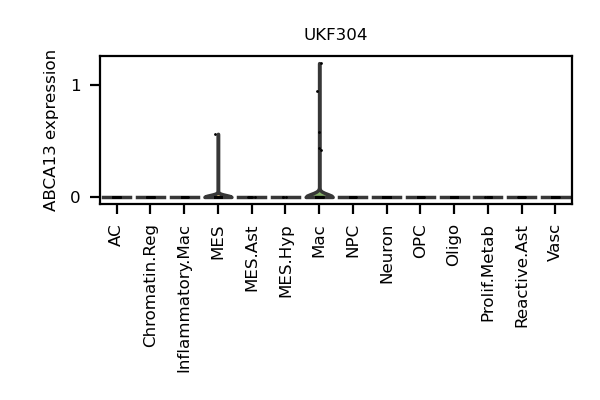 UKF304
ABCA13 expression
1
0
AC
Chromatin.Reg
Inflammatory.Mac
MES
MES.Ast
MES.Hyp
Mac
NPC
Neuron
OPC
Oligo
Prolif.Metab
Reactive.Ast
Vasc